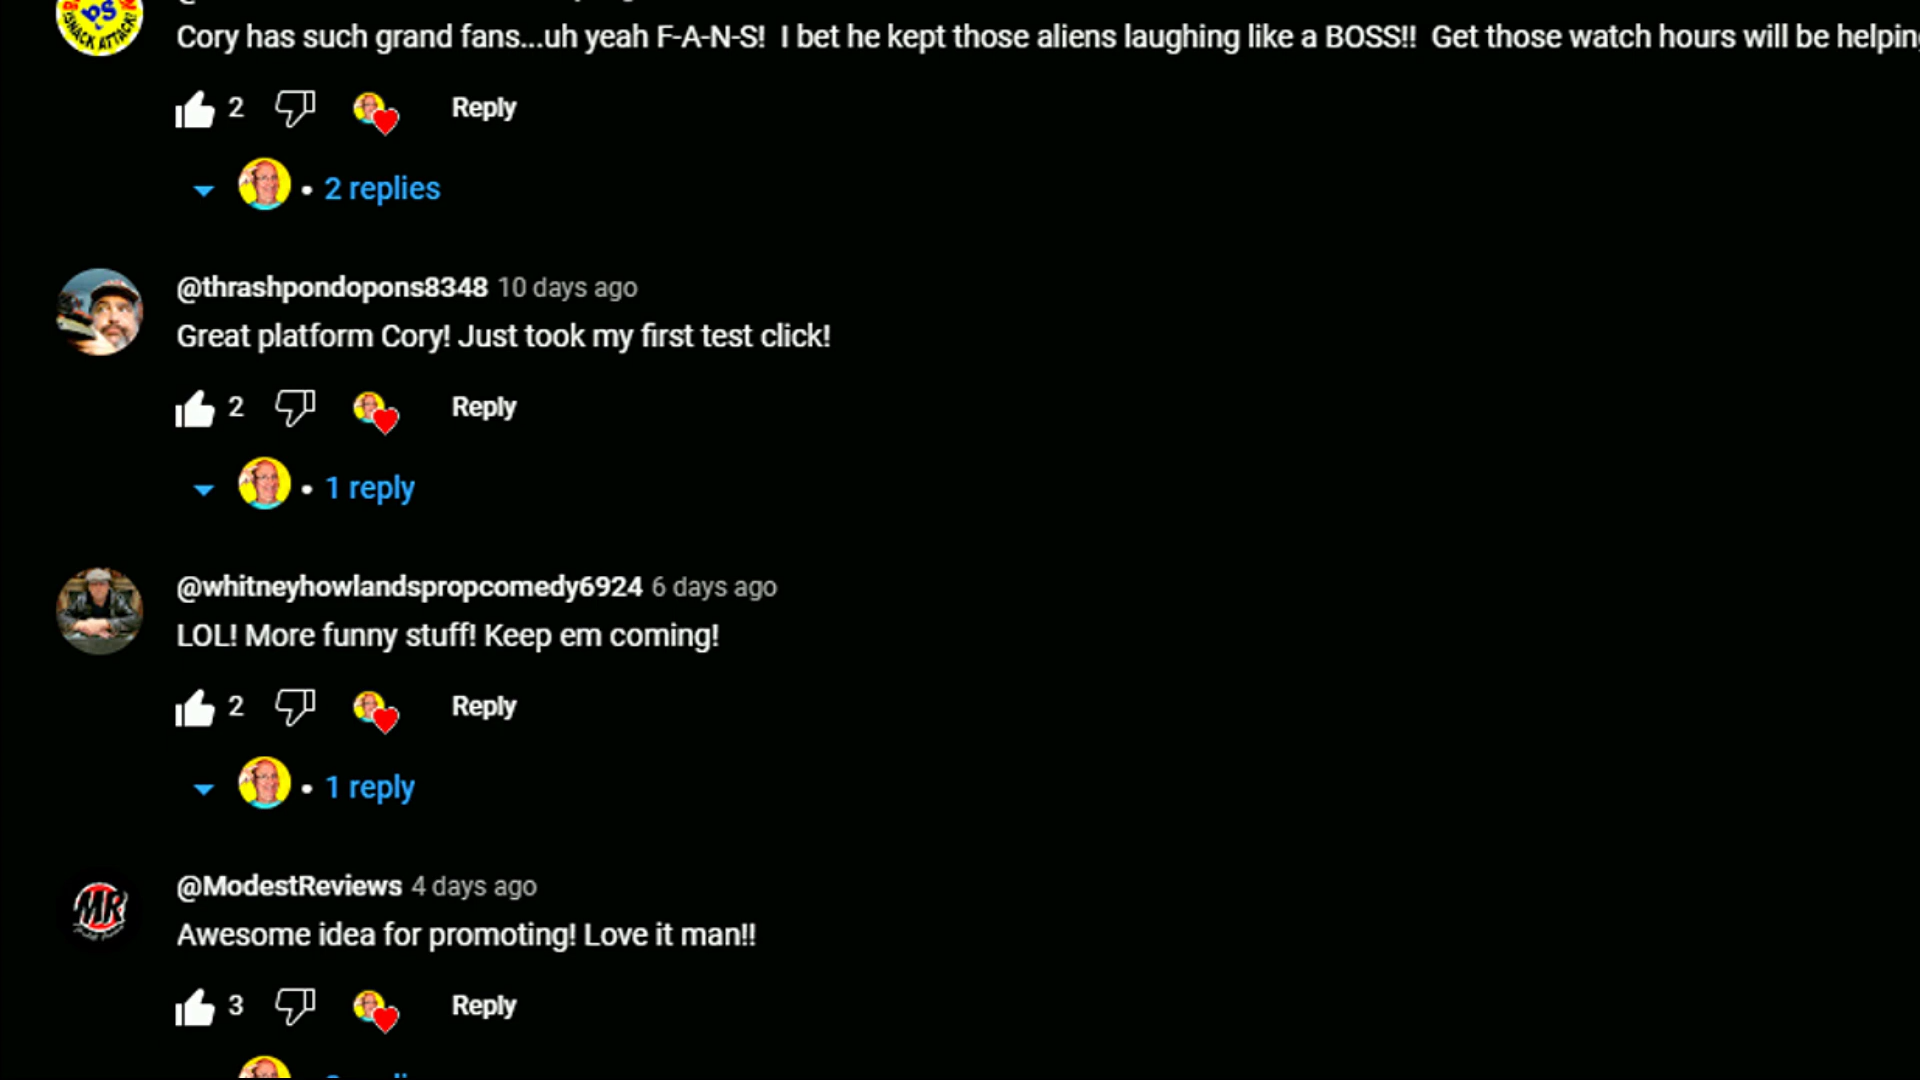 SNACK ATTACK!
Cory has such grand fans...uh yeah F-A-N-S!  I bet he kept those aliens laughing like a BOSS!!  Get those watch hours will be helpin
2
Reply
• 2 replies
@thrashpondopons8348 10 days ago
Great platform Cory! Just took my first test click!
2
Reply
• 1 reply
@whitneyhowlandspropcomedy6924 6 days ago
LOL! More funny stuff! Keep em coming!
2
Reply
• 1 reply
@ModestReviews 4 days ago
MR
Awesome idea for promoting! Love it man!!
3
Reply